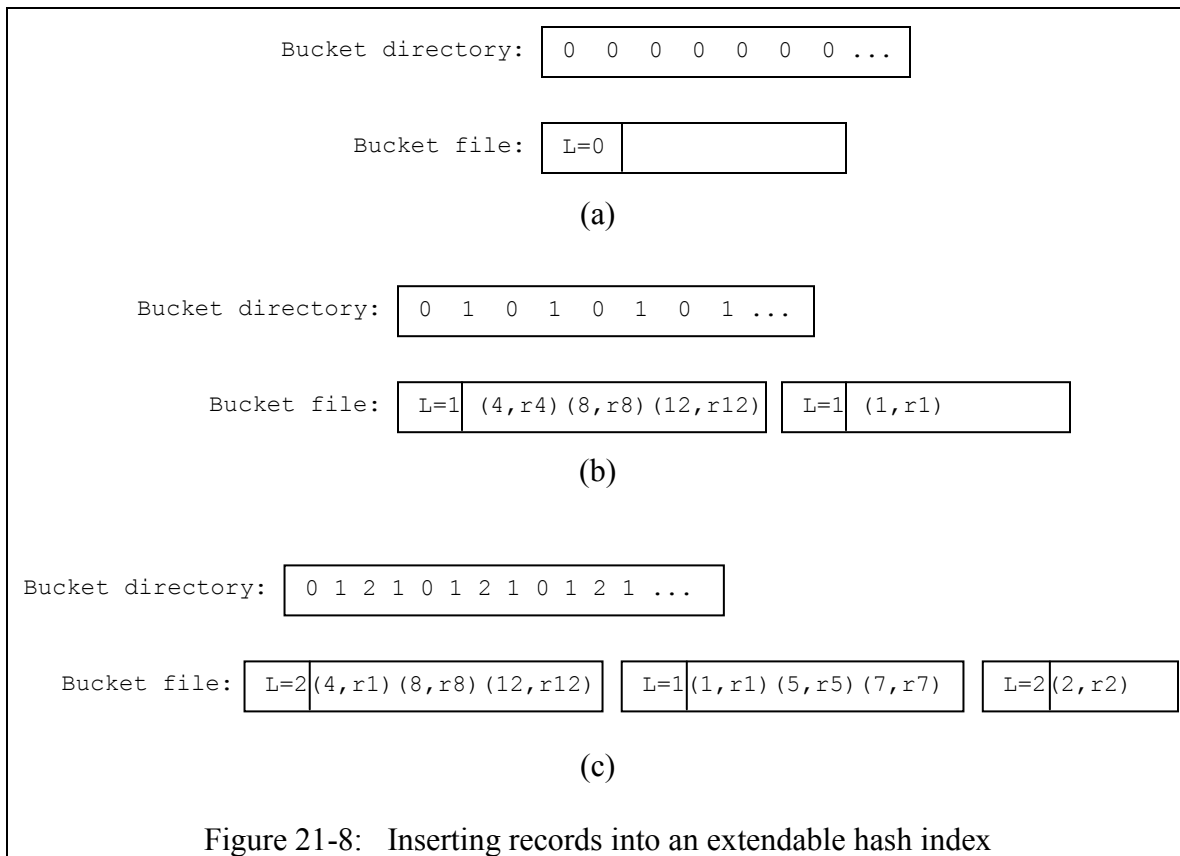 Bucket directory: 0 0 0 0 0 0 0 ...
Bucket file: L=0
(a)
Bucket directory: 0 1 0 1 0 1 0 1 ...
Bucket file: L=1 (4,r4)(8,r8)(12,r12) L=1 (1,r1)
(b)
Bucket directory: 0 1 2 1 0 1 2 1 0 1 2 1 ...
Bucket file: L=2 (4,r1)(8,r8)(12,r12) L=1 (1,r1)(5,r5)(7,r7) L=2 (2,r2)
(c)
Figure 21-8: Inserting records into an extendable hash index